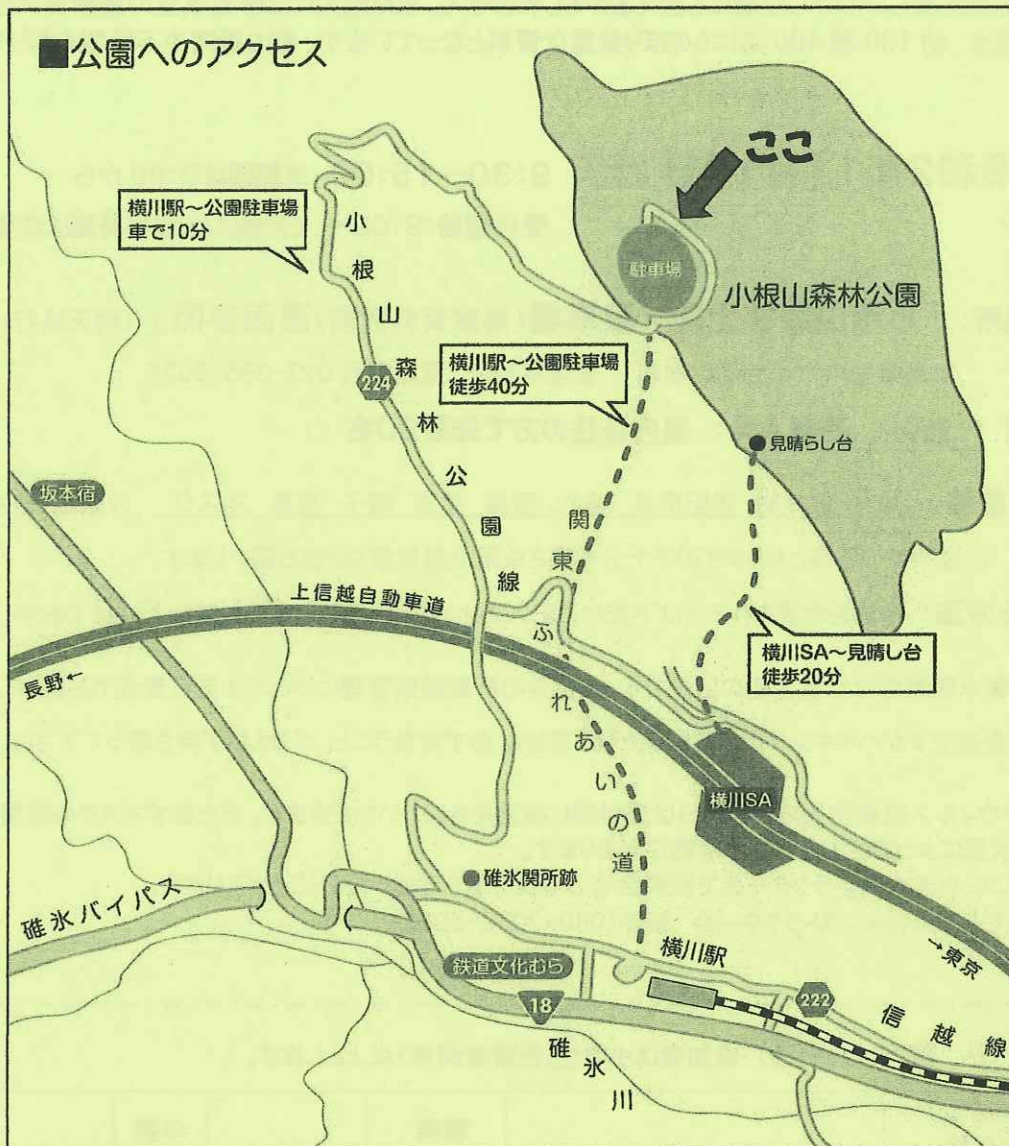 ■公園へのアクセス
ここ
横川駅～公園駐車場
車で10分
駐車場
小根山森林公園
小根山森林公園線
横川駅～公園駐車場
徒歩40分
224
見晴らし台
坂本宿
関東ふれあいの道
上信越自動車道
横川SA～見晴し台
徒歩20分
長野←
横川SA
碓氷関所跡
碓氷バイパス
横川駅
→東京
鉄道文化むら
18
222
信越線
碓氷川